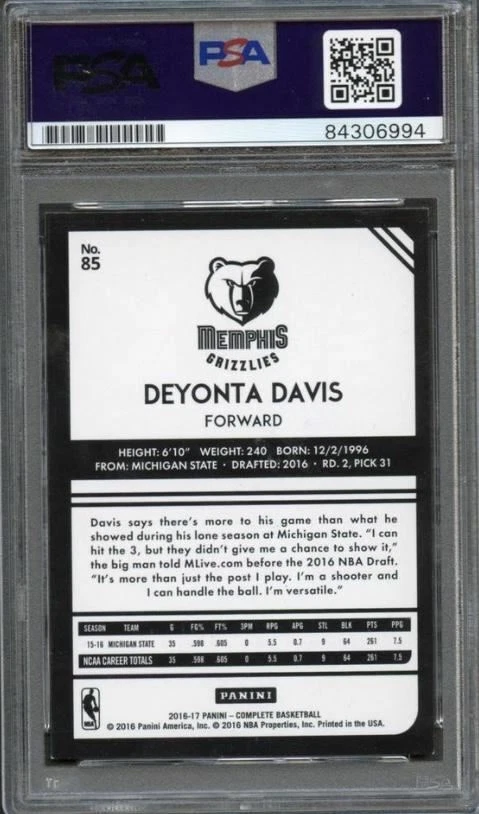 PSA
PSA
84306994
No.
85
MEMPHIS
GRIZZLIES
DEYONTA DAVIS
FORWARD
HEIGHT: 6'10" WEIGHT: 240 BORN: 12/2/1996
FROM: MICHIGAN STATE • DRAFTED: 2016 • RD. 2, PICK 31
Davis says there's more to his game than what he
showed during his lone season at Michigan State. "I can
hit the 3, but they didn't give me a chance to show it,"
the big man told MLive.com before the 2016 NBA Draft.
"It's more than just the post I play. I'm a shooter and
I can handle the ball. I'm versatile."
SEASON TEAM G FG% FT% 3PM RPG APG STL BLK PTS PPG
15-16 MICHIGAN STATE 35 .598 .605 0 5.5 0.7 9 64 261 7.5
NCAA CAREER TOTALS 35 .598 .605 0 5.5 0.7 9 64 261 7.5
PANINI
NBA
2016-17 PANINI – COMPLETE BASKETBALL
© 2016 Panini America, Inc. © 2016 NBA Properties, Inc. Printed in the USA.
PSA